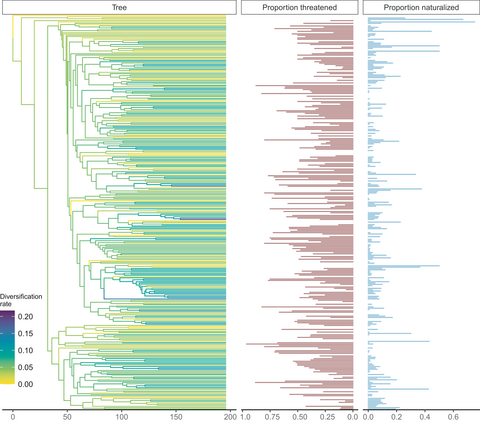 Tree
Proportion threatened
Proportion naturalized
Diversification
rate
0.20
0.15
0.10
0.05
0.00
0 50 100 150 200
1.0 0.75 0.5 0.25 0.0
0.0 0.2 0.4 0.6